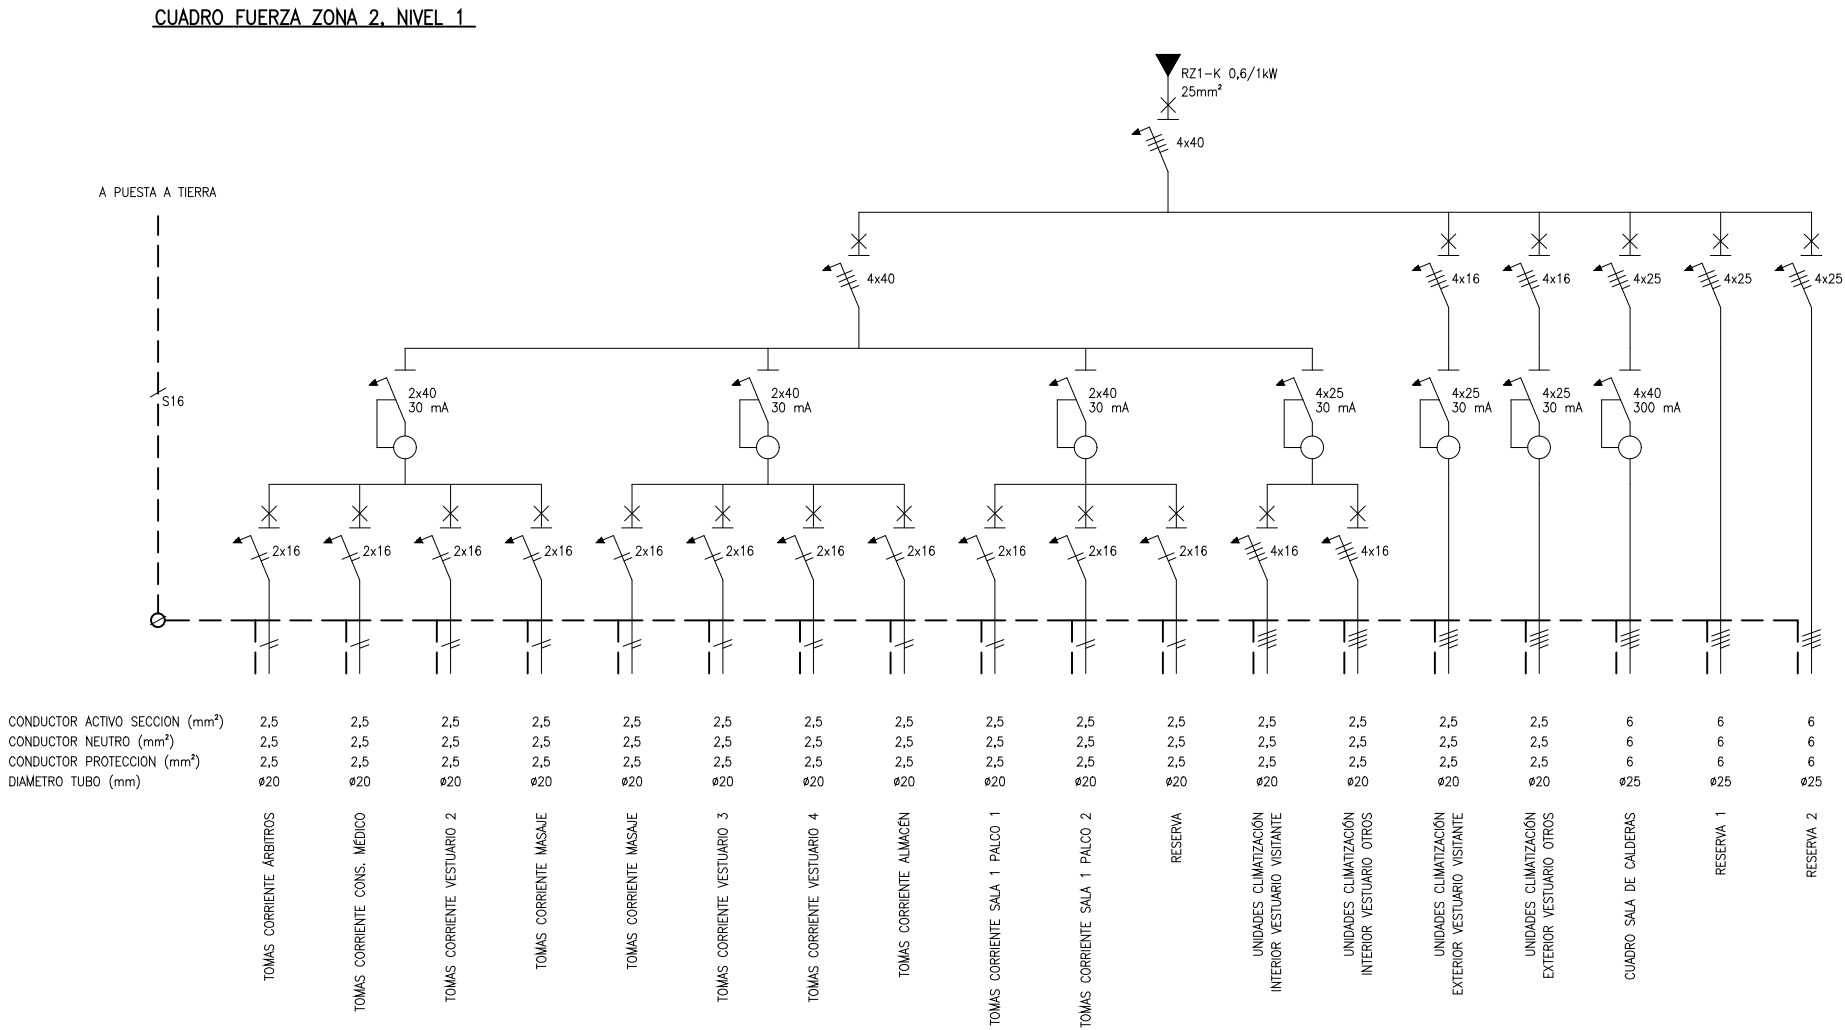 CUADRO FUERZA ZONA 2, NIVEL 1
RZ1-K 0,6/1kW
25mm²
4x40
A PUESTA A TIERRA
S16
4x40
4x16
4x16
4x25
4x25
4x25
2x40
30 mA
2x40
30 mA
2x40
30 mA
4x25
30 mA
4x25
30 mA
4x25
30 mA
4x40
300 mA
2x16
2x16
2x16
2x16
2x16
2x16
2x16
2x16
2x16
2x16
2x16
4x16
4x16
CONDUCTOR ACTIVO SECCION (mm²) 2,5 2,5 2,5 2,5 2,5 2,5 2,5 2,5 2,5 2,5 2,5 2,5 2,5 2,5 2,5 6 6 6
CONDUCTOR NEUTRO (mm²) 2,5 2,5 2,5 2,5 2,5 2,5 2,5 2,5 2,5 2,5 2,5 2,5 2,5 2,5 2,5 6 6 6
CONDUCTOR PROTECCION (mm²) 2,5 2,5 2,5 2,5 2,5 2,5 2,5 2,5 2,5 2,5 2,5 2,5 2,5 2,5 2,5 6 6 6
DIAMETRO TUBO (mm) ø20 ø20 ø20 ø20 ø20 ø20 ø20 ø20 ø20 ø20 ø20 ø20 ø20 ø20 ø20 ø25 ø25 ø25
TOMAS CORRIENTE ÁRBITROS
TOMAS CORRIENTE CONS. MÉDICO
TOMAS CORRIENTE VESTUARIO 2
TOMAS CORRIENTE MASAJE
TOMAS CORRIENTE MASAJE
TOMAS CORRIENTE VESTUARIO 3
TOMAS CORRIENTE VESTUARIO 4
TOMAS CORRIENTE ALMACÉN
TOMAS CORRIENTE SALA 1 PALCO 1
TOMAS CORRIENTE SALA 1 PALCO 2
RESERVA
UNIDADES CLIMATIZACIÓN
INTERIOR VESTUARIO VISITANTE
UNIDADES CLIMATIZACIÓN
INTERIOR VESTUARIO OTROS
UNIDADES CLIMATIZACIÓN
EXTERIOR VESTUARIO VISITANTE
UNIDADES CLIMATIZACIÓN
EXTERIOR VESTUARIO OTROS
CUADRO SALA DE CALDERAS
RESERVA 1
RESERVA 2